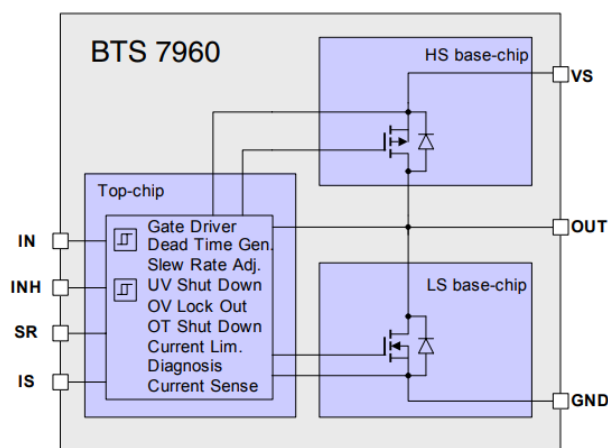 BTS 7960
HS base-chip
VS
Top-chip
IN
INH
SR
IS
Gate Driver
Dead Time Gen.
Slew Rate Adj.
UV Shut Down
OV Lock Out
OT Shut Down
Current Lim.
Diagnosis
Current Sense
OUT
LS base-chip
GND